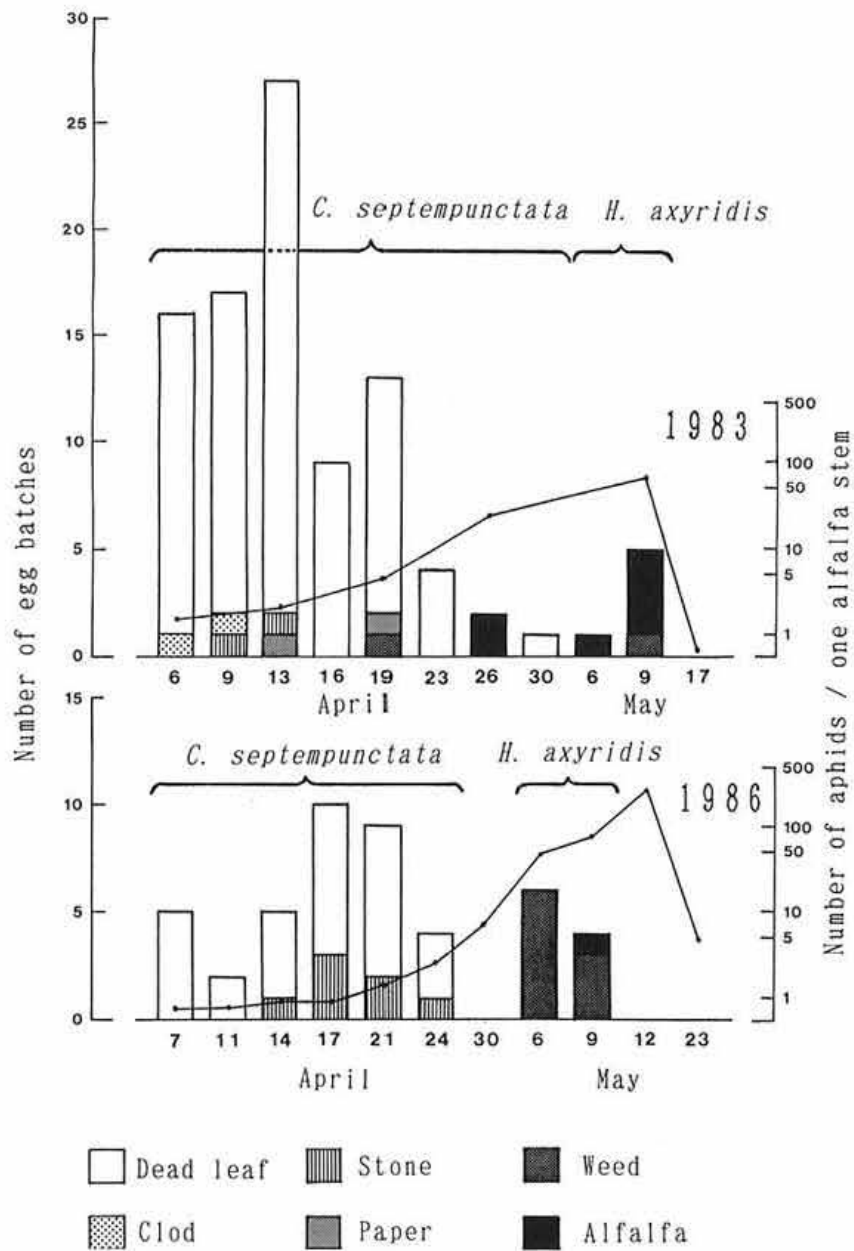 30
25
20
15
10
5
0
Number of egg batches
C. septempunctata H. axyridis
1983
500
100
50
10
5
1
Number of aphids / one alfalfa stem
6 9 13 16 19 23 26 30 6 9 17
April May
15
10
5
0
C. septempunctata H. axyridis
1986
500
100
50
10
5
1
7 11 14 17 21 24 30 6 9 12 23
April May
Dead leaf Stone Weed
Clod Paper Alfalfa